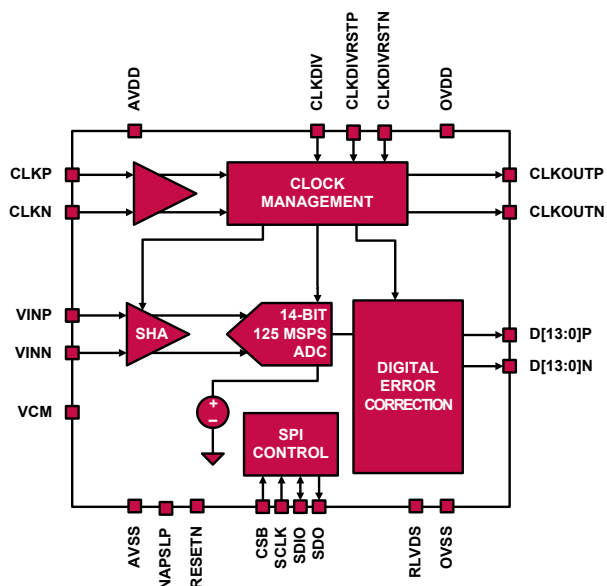 AVDD
CLKDIV
CLKDIVRSTP
CLKDIVRSTN
OVDD
CLKP
CLKN
CLOCK
MANAGEMENT
CLKOUTP
CLKOUTN
VINP
VINN
SHA
14-BIT
125 MSPS
ADC
DIGITAL
ERROR
CORRECTION
D[13:0]P
D[13:0]N
VCM
+
−
SPI
CONTROL
AVSS
NAPSLP
RESETN
CSB
SCLK
SDIO
SDO
RLVDS
OVSS